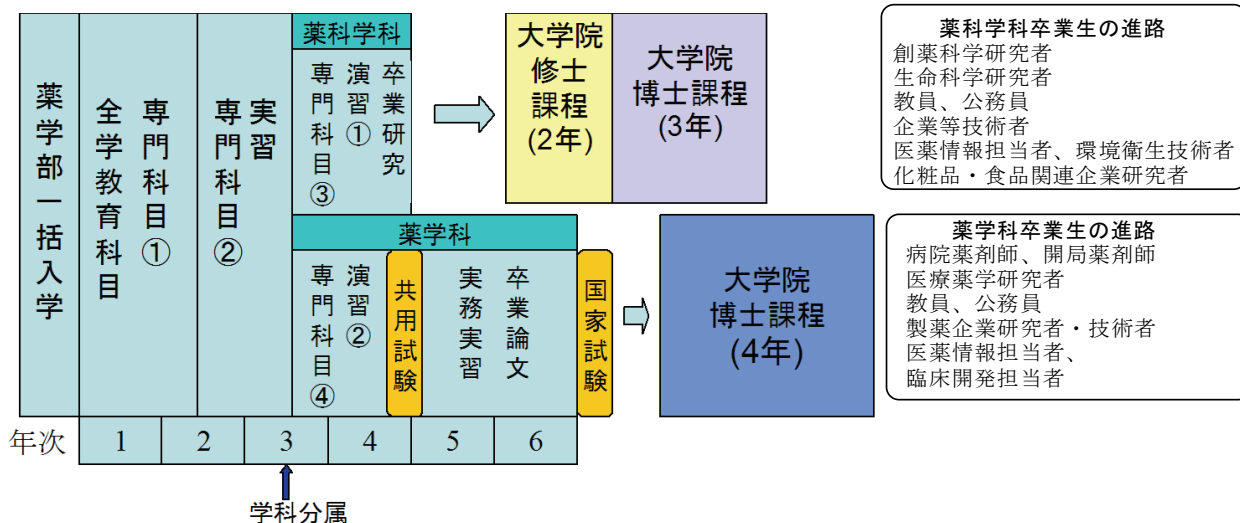 薬学部一括入学
全学教育科目
専門科目①
専門科目②
実習
薬科学科
専門科目③
演習①
卒業研究
大学院
修士
課程
(2年)
大学院
博士課程
(3年)
薬科学科卒業生の進路
創薬科学研究者
生命科学研究者
教員、公務員
企業等技術者
医薬情報担当者、環境衛生技術者
化粧品・食品関連企業研究者
薬学科
専門科目④
演習②
共用試験
実務実習
卒業論文
国家試験
大学院
博士課程
(4年)
薬学科卒業生の進路
病院薬剤師、開局薬剤師
医療薬学研究者
教員、公務員
製薬企業研究者・技術者
医薬情報担当者、
臨床開発担当者
年次 1 2 3 4 5 6
学科分属